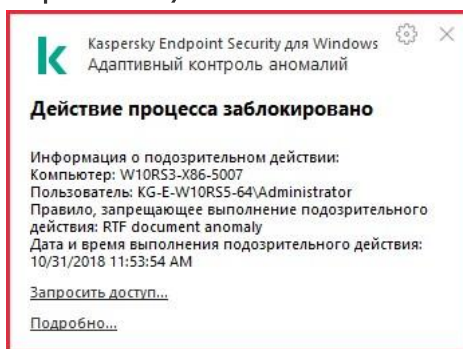 Kaspersky Endpoint Security для Windows
Адаптивный контроль аномалий
Действие процесса заблокировано
Информация о подозрительном действии:
Компьютер: W10RS3-X86-5007
Пользователь: KG-E-W10RS5-64\Administrator
Правило, запрещающее выполнение подозрительного
действия: RTF document anomaly
Дата и время выполнения подозрительного действия:
10/31/2018 11:53:54 AM
Запросить доступ...
Подробно...